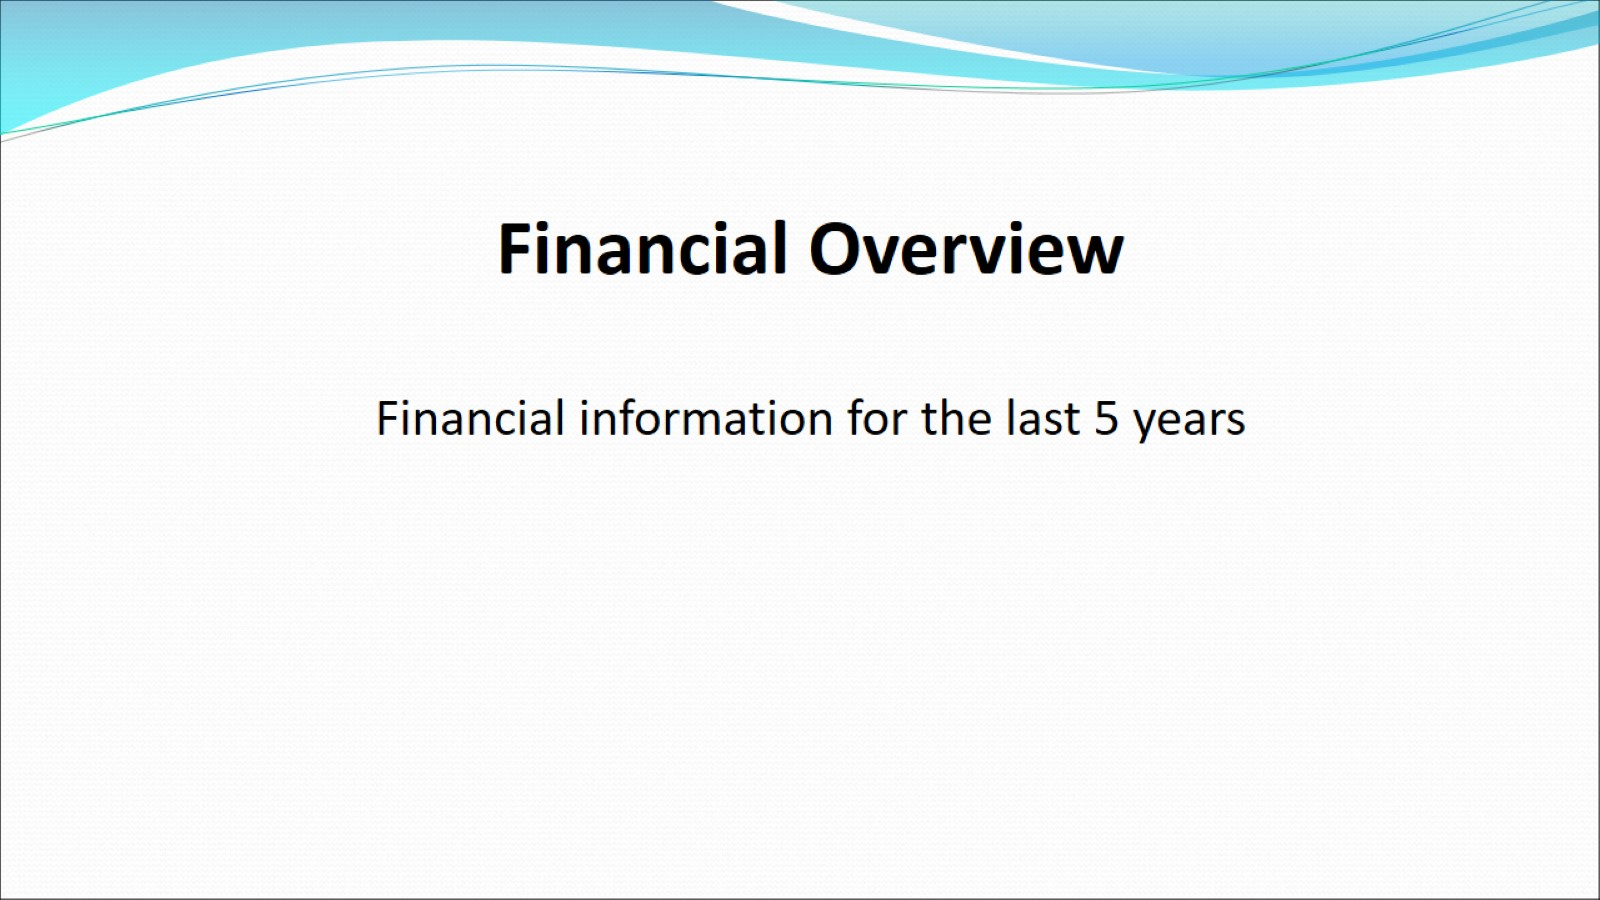 Financial Overview
Financial information for the last 5 years